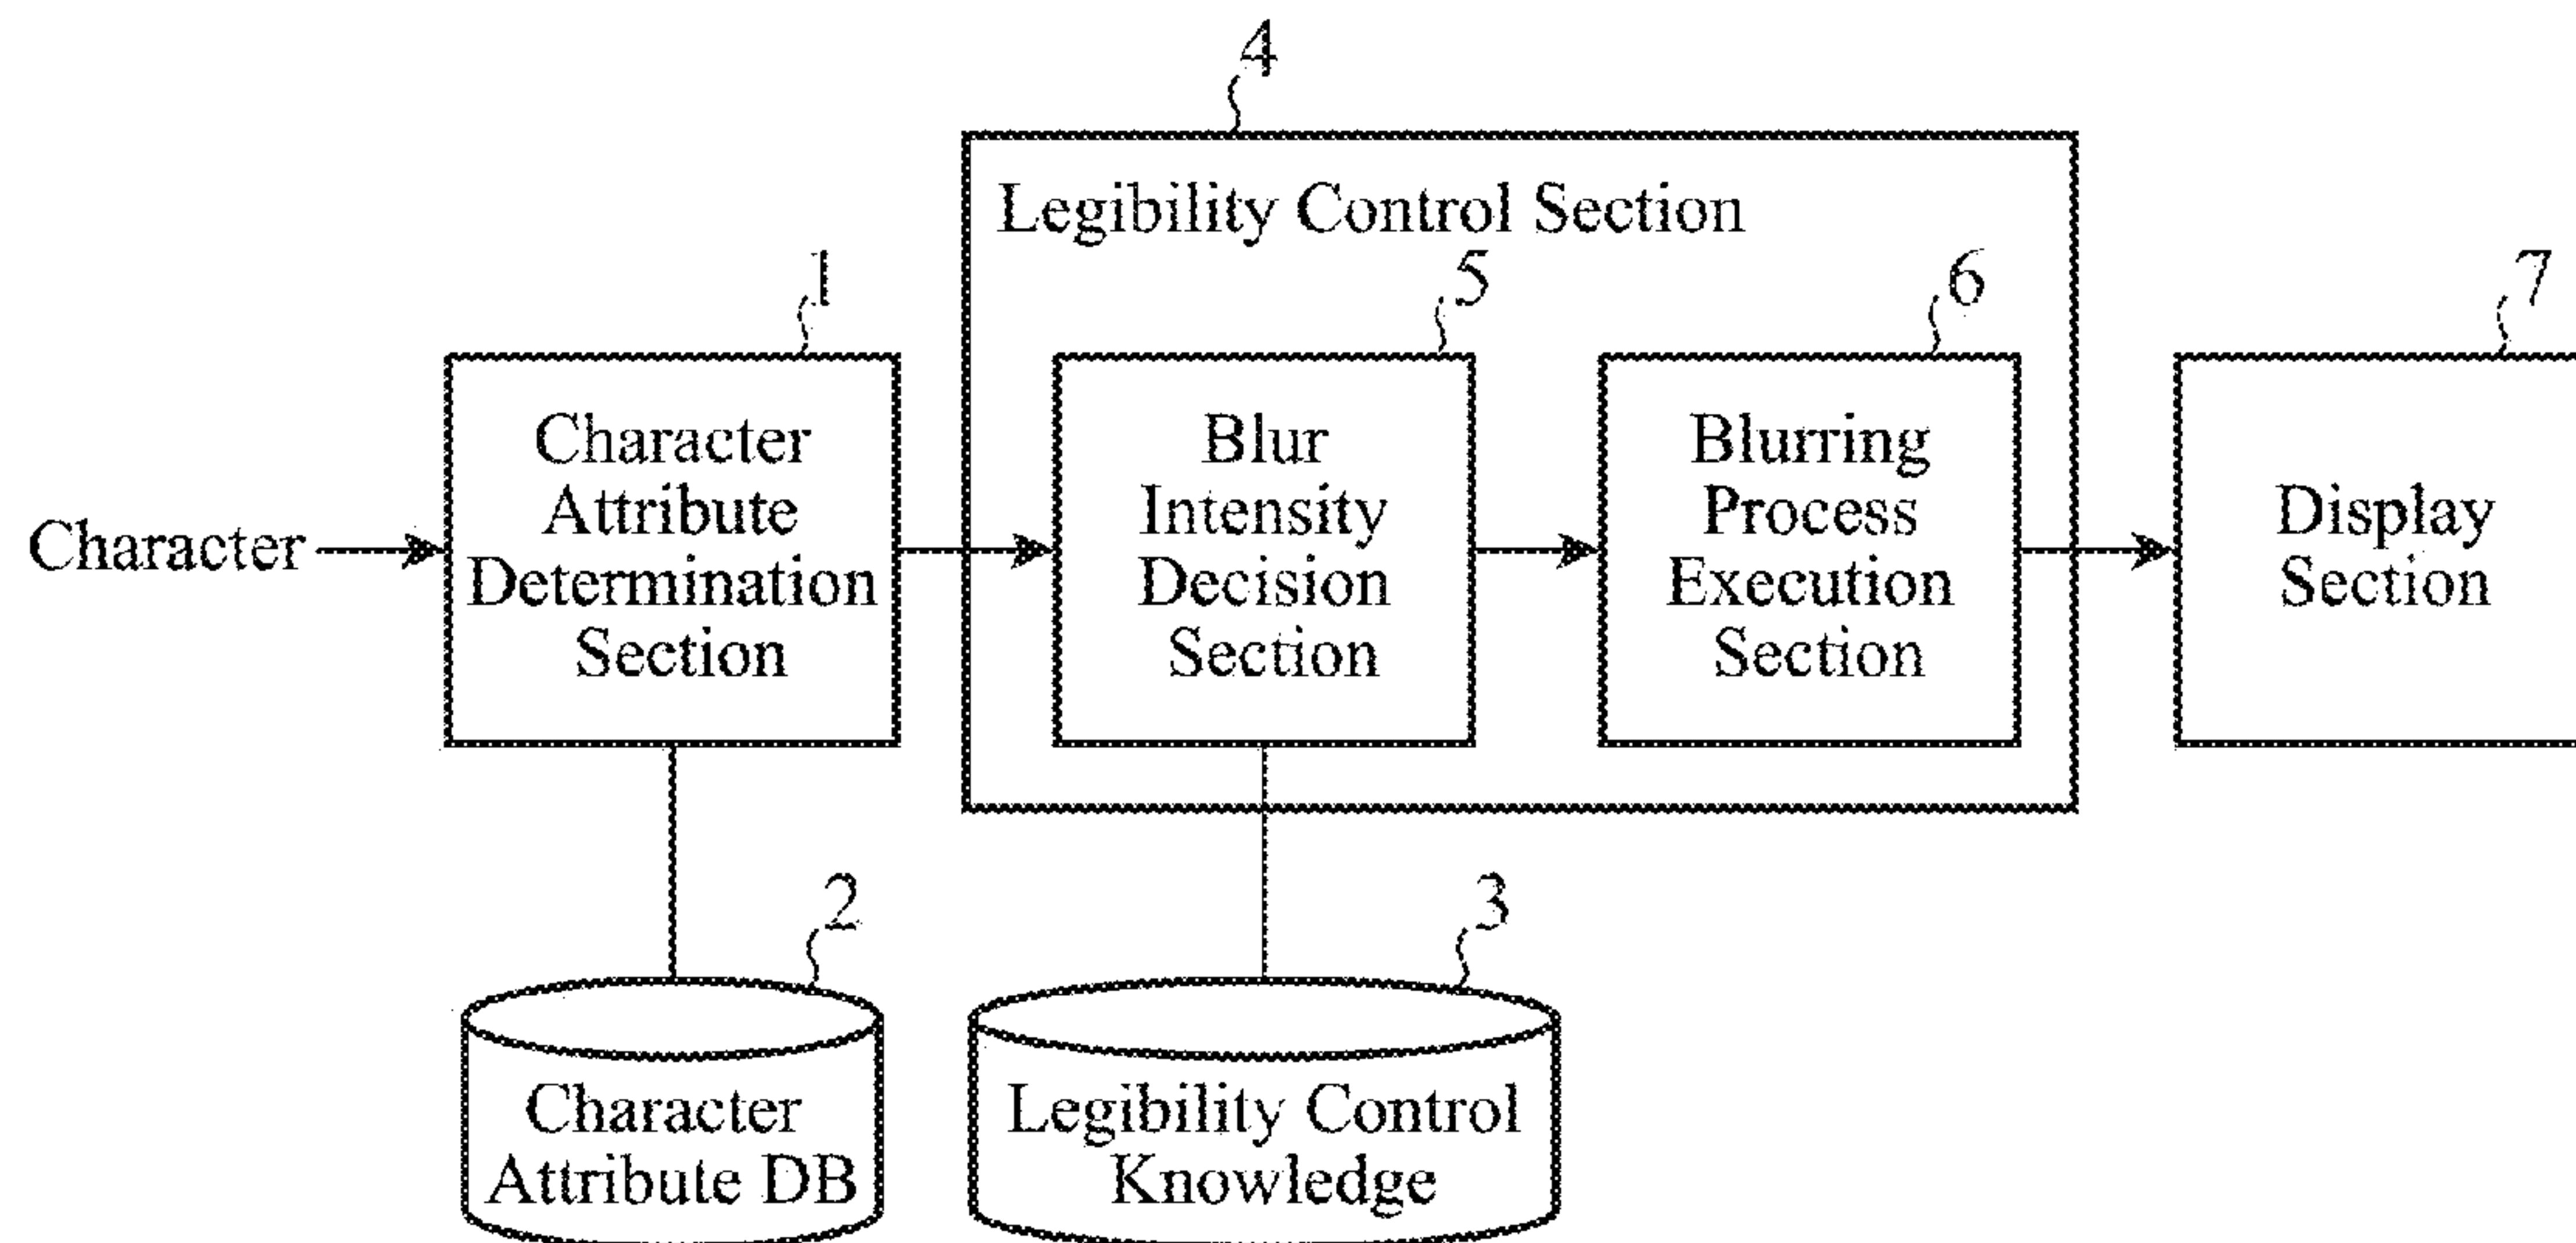 4
Legibility Control Section
1
5
6
7
Character
Character
Attribute
Determination
Section
Blur
Intensity
Decision
Section
Blurring
Process
Execution
Section
Display
Section
2
3
Character
Attribute DB
Legibility Control
Knowledge